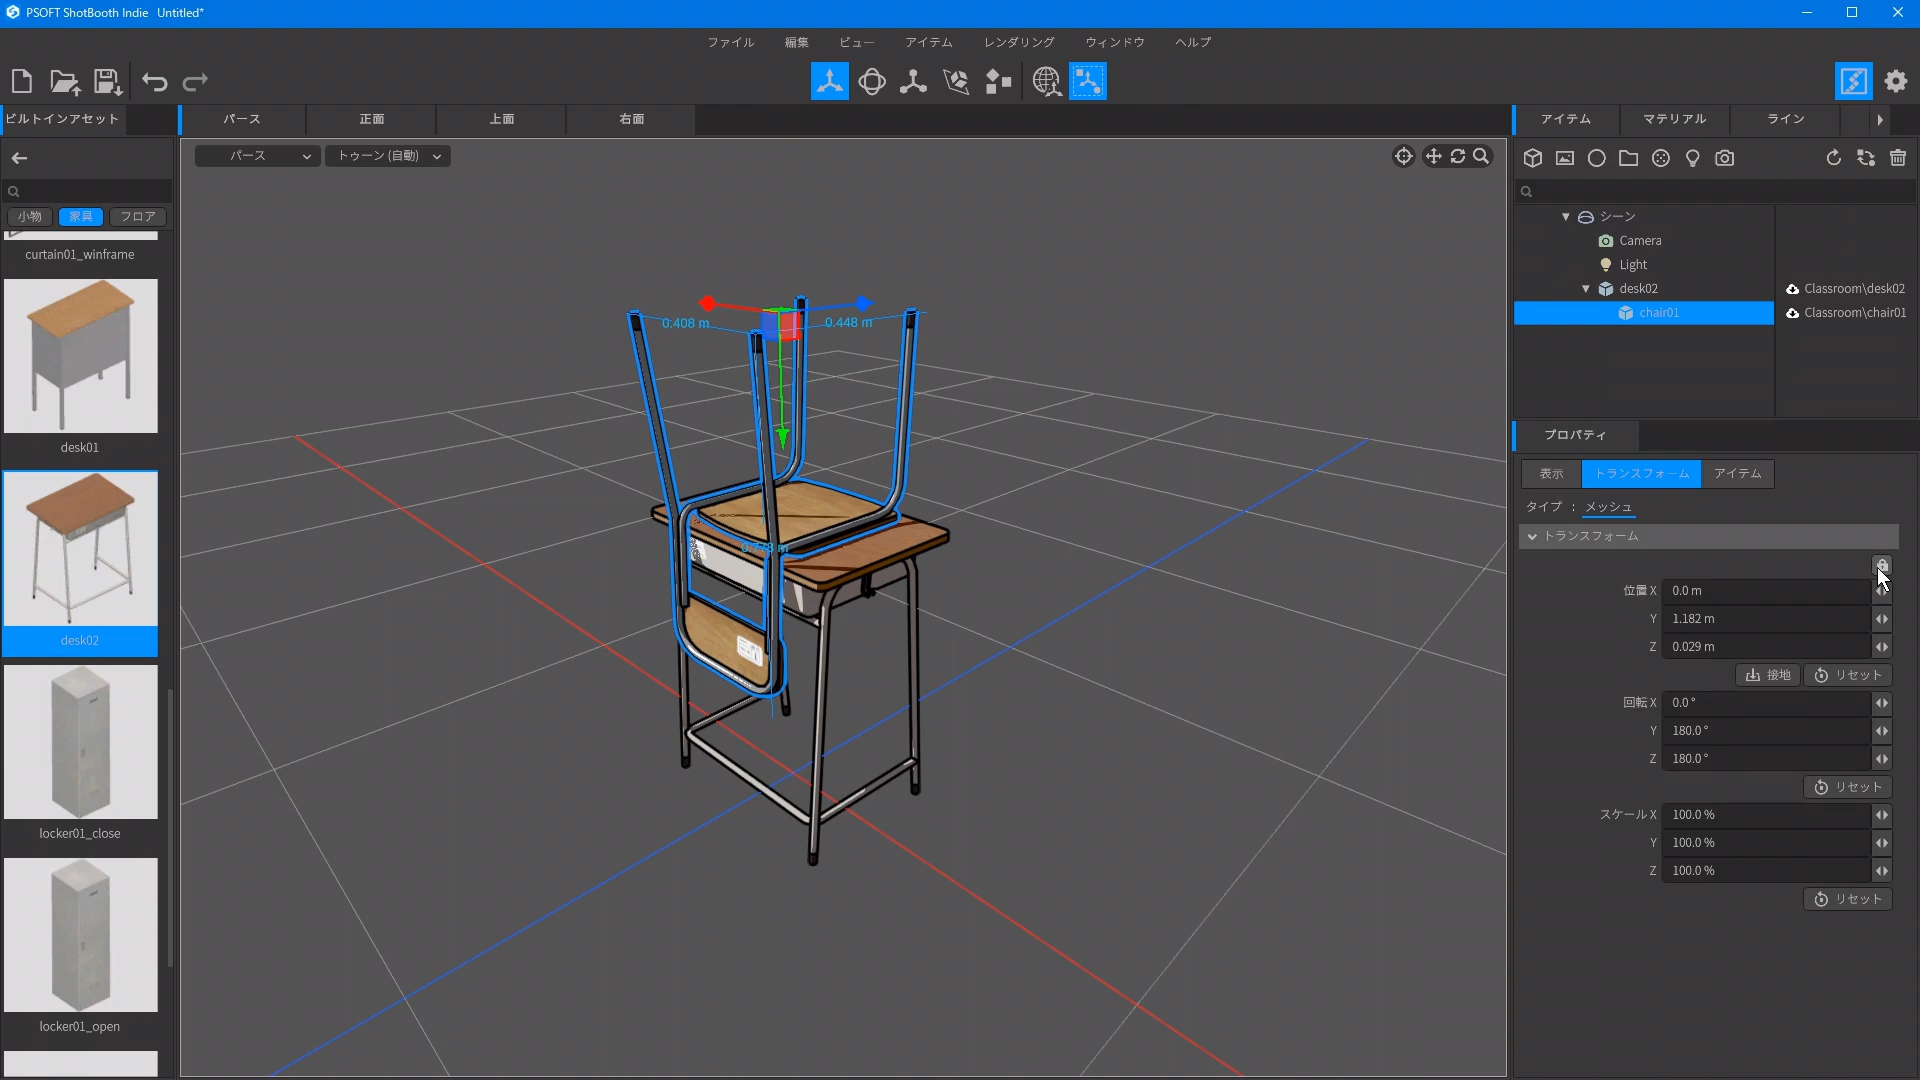 PSOFT ShotBooth Indie Untitled*
ファイル 編集 ビュー アイテム レンダリング ウィンドウ ヘルプ
ビルトインアセット
パース 正面 上面 右面
アイテム マテリアル ライン
パース トゥーン (自動)
小物 家具 フロア
curtain01_winframe
desk01
desk02
locker01_close
locker01_open
0.408 m
0.448 m
シーン
Camera
Light
desk02 Classroom\desk02
chair01 Classroom\chair01
プロパティ
表示 トランスフォーム アイテム
タイプ : メッシュ
トランスフォーム
位置 X 0.0 m
Y 1.182 m
Z 0.029 m
接地 リセット
回転 X 0.0 °
Y 180.0 °
Z 180.0 °
リセット
スケール X 100.0 %
Y 100.0 %
Z 100.0 %
リセット